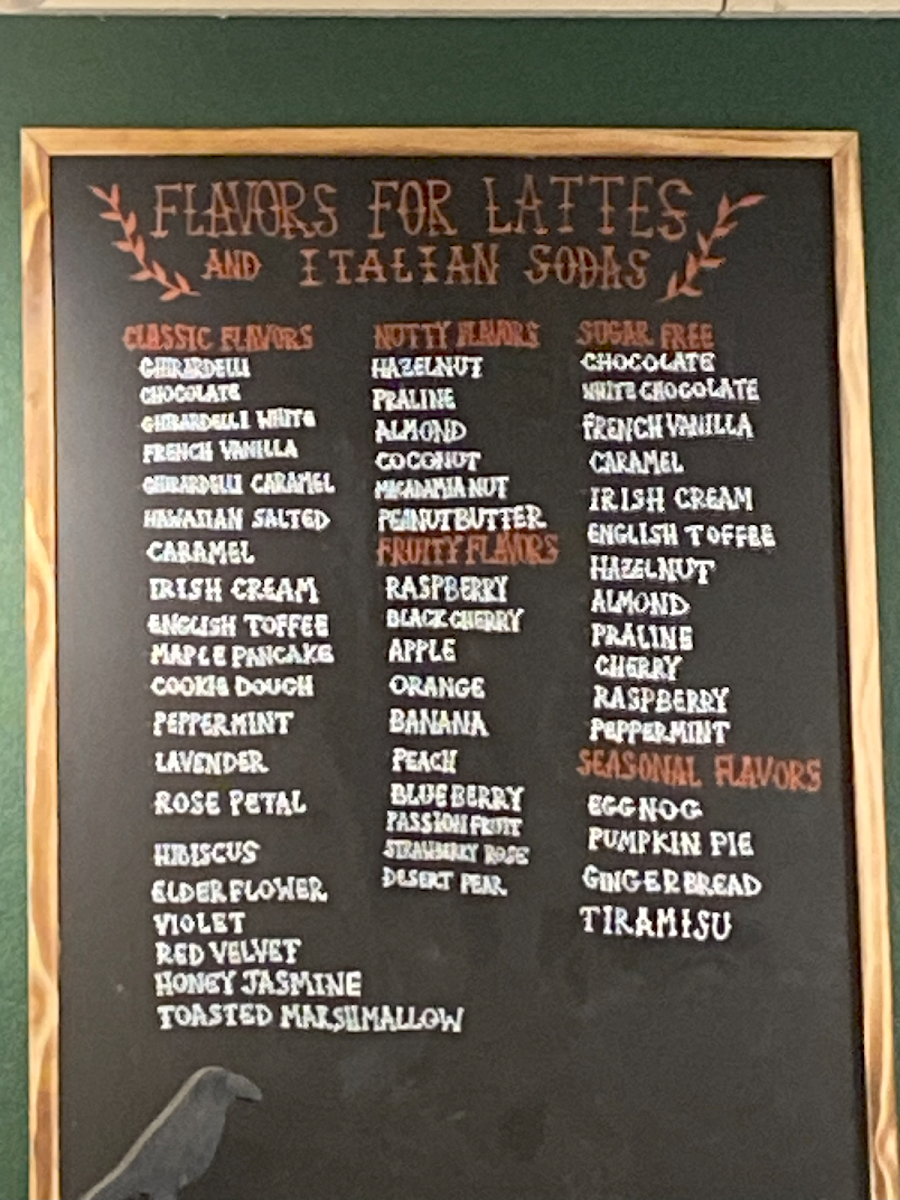 FLAVORS FOR LATTES
AND ITALIAN SODAS
CLASSIC FLAVORS
GHIRARDELLI
CHOCOLATE
GHIRARDELLI WHITE
FRENCH VANILLA
GHIRARDELLI CARAMEL
HAWAIIAN SALTED
CARAMEL
IRISH CREAM
ENGLISH TOFFEE
MAPLE PANCAKE
COOKIE DOUGH
PEPPERMINT
LAVENDER
ROSE PETAL
HIBISCUS
ELDERFLOWER
VIOLET
RED VELVET
HONEY JASMINE
TOASTED MARSHMALLOW
NUTTY FLAVORS
HAZELNUT
PRALINE
ALMOND
COCONUT
MACADAMIA NUT
PEANUT BUTTER
FRUITY FLAVORS
RASPBERRY
BLACK CHERRY
APPLE
ORANGE
BANANA
PEACH
BLUEBERRY
PASSIONFRUIT
STRAWBERRY ROSE
DESERT PEAR
SUGAR FREE
CHOCOLATE
WHITE CHOCOLATE
FRENCH VANILLA
CARAMEL
IRISH CREAM
ENGLISH TOFFEE
HAZELNUT
ALMOND
PRALINE
CHERRY
RASPBERRY
PEPPERMINT
SEASONAL FLAVORS
EGGNOG
PUMPKIN PIE
GINGERBREAD
TIRAMISU